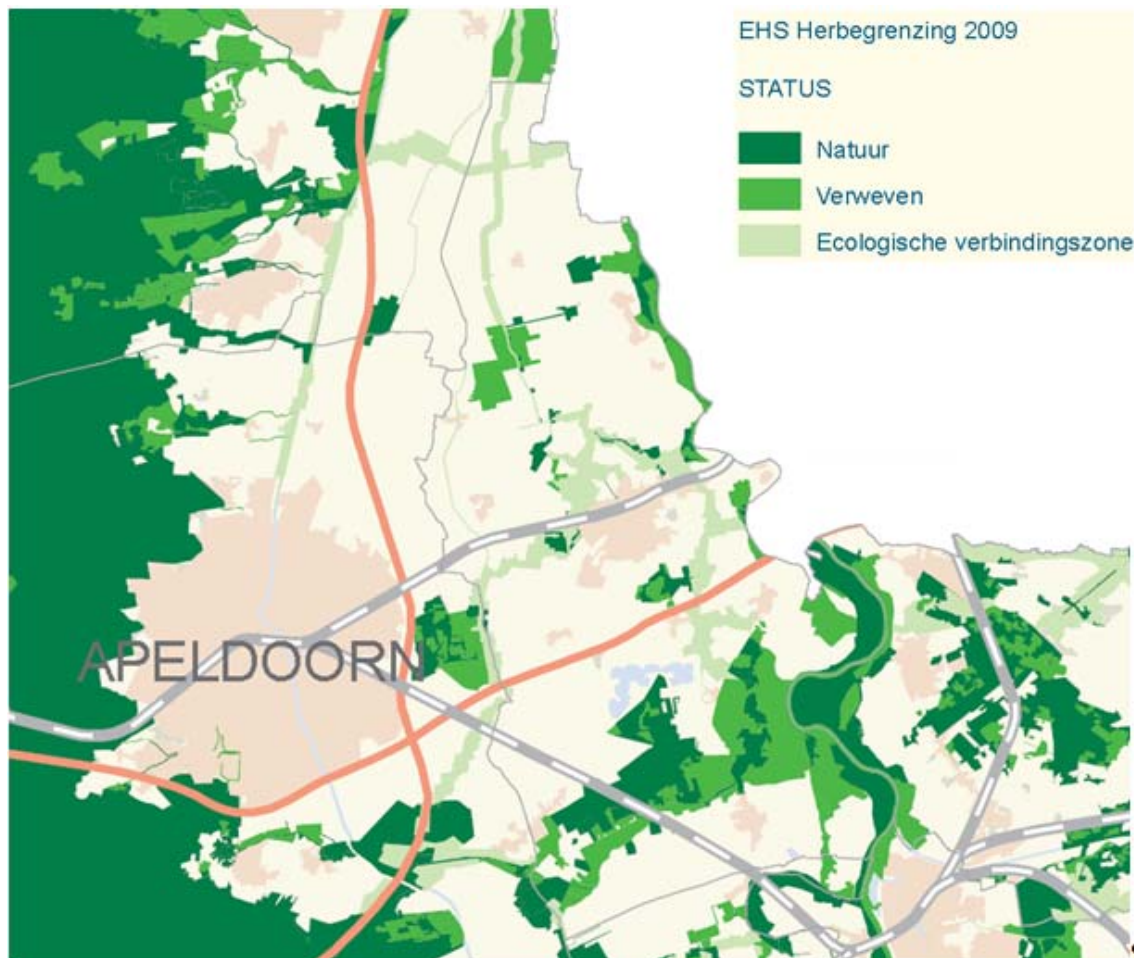 EHS Herbegrenzing 2009
STATUS
Natuur
Verweven
Ecologische verbindingszone
APELDOORN